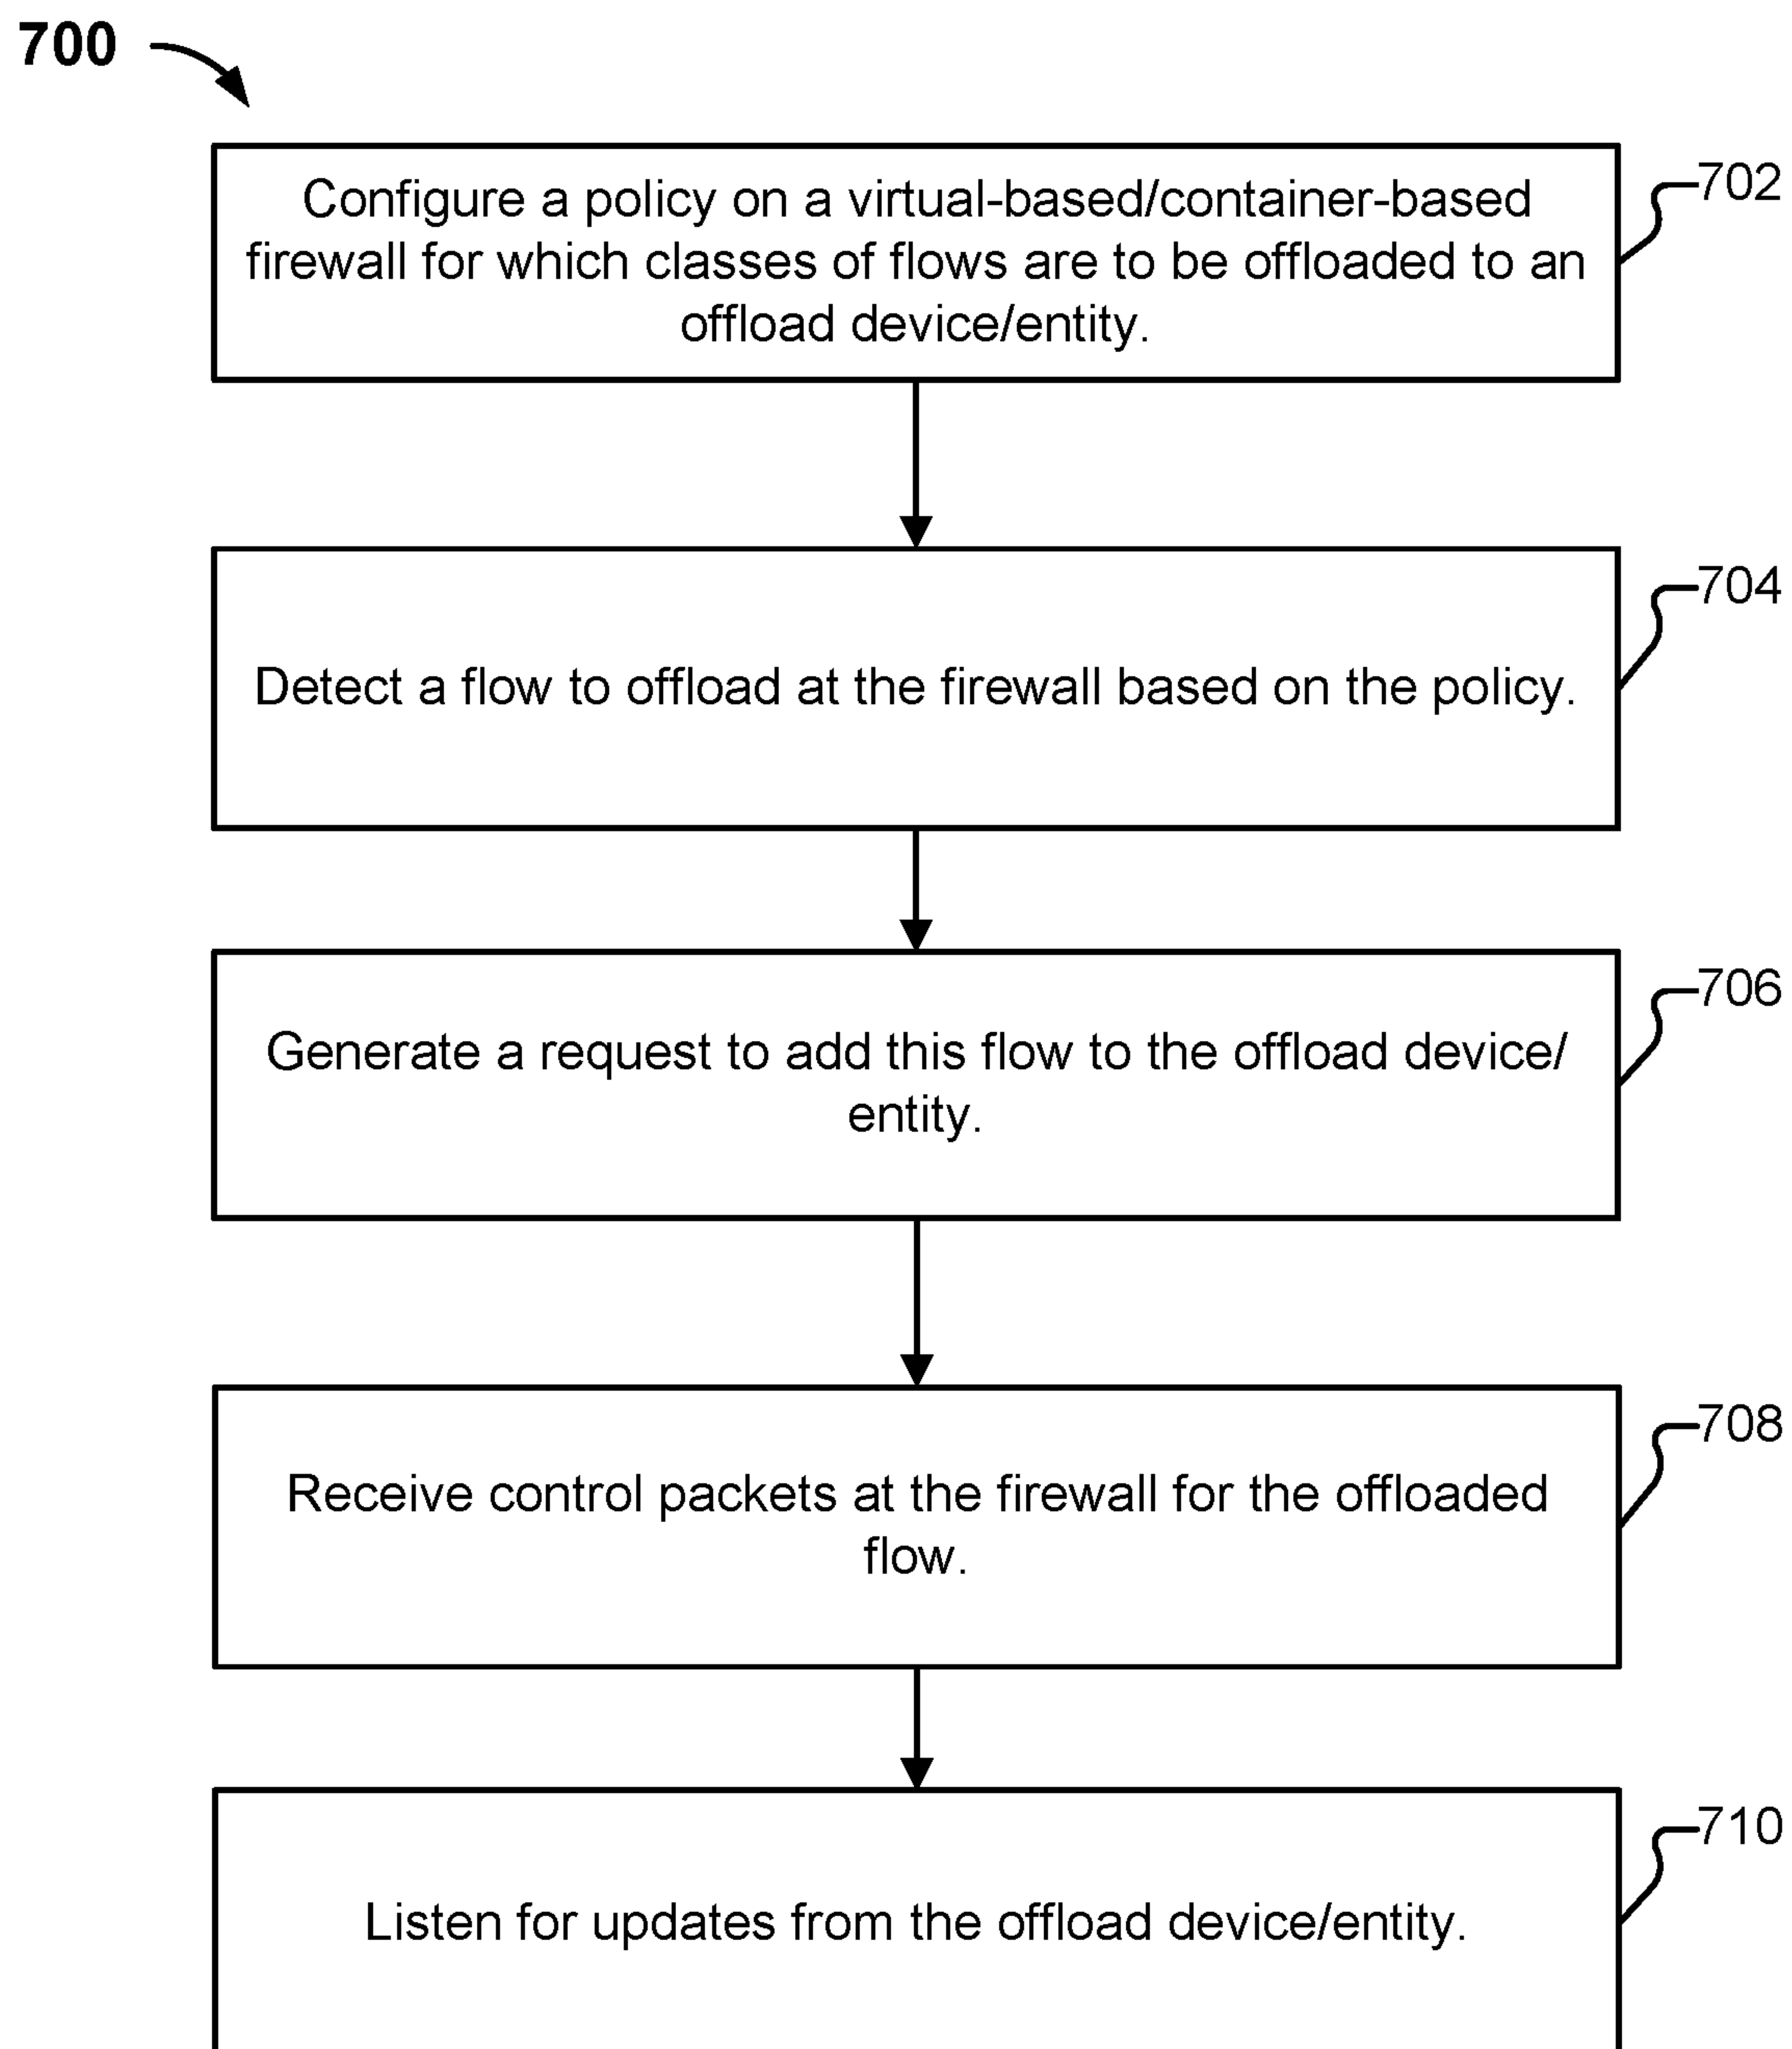 700
Configure a policy on a virtual-based/container-based
firewall for which classes of flows are to be offloaded to an
offload device/entity.
702
Detect a flow to offload at the firewall based on the policy.
704
Generate a request to add this flow to the offload device/
entity.
706
Receive control packets at the firewall for the offloaded
flow.
708
Listen for updates from the offload device/entity.
710